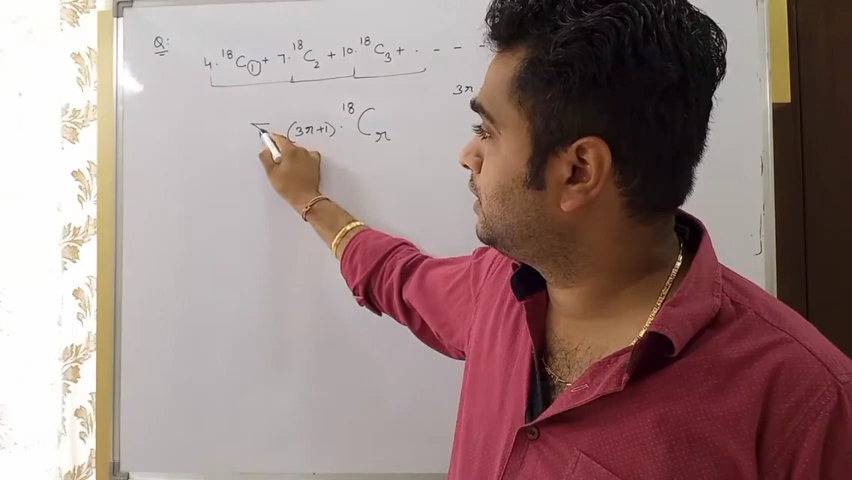 Q:
4·¹⁸C₁ + 7·¹⁸C₂ + 10·¹⁸C₃ + · - - -
3r
Σ (3r+1)·¹⁸Cᵣ